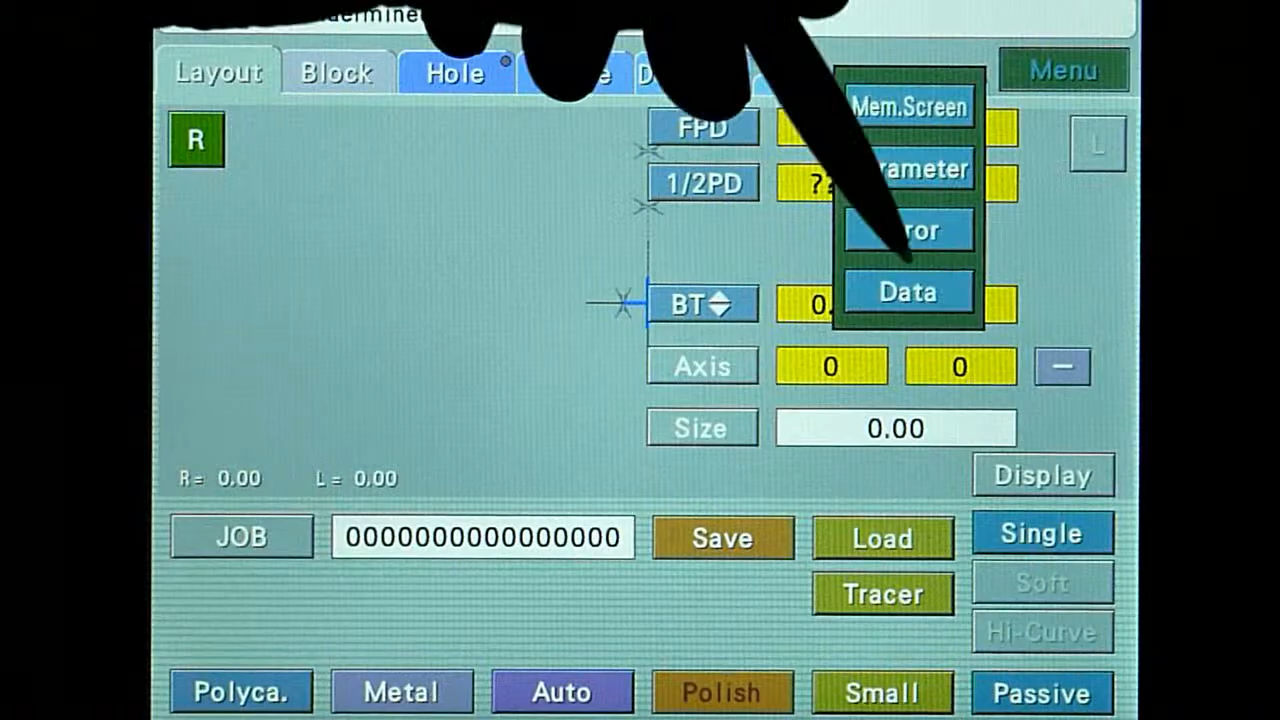 Layout Block Hole Menu
R FPD Mem.Screen L
1/2PD
BT Data
Axis 0 0 −
Size 0.00
R= 0.00 L= 0.00 Display
JOB 0000000000000000 Save Load Single
Tracer Soft
Hi-Curve
Polyca. Metal Auto Polish Small Passive